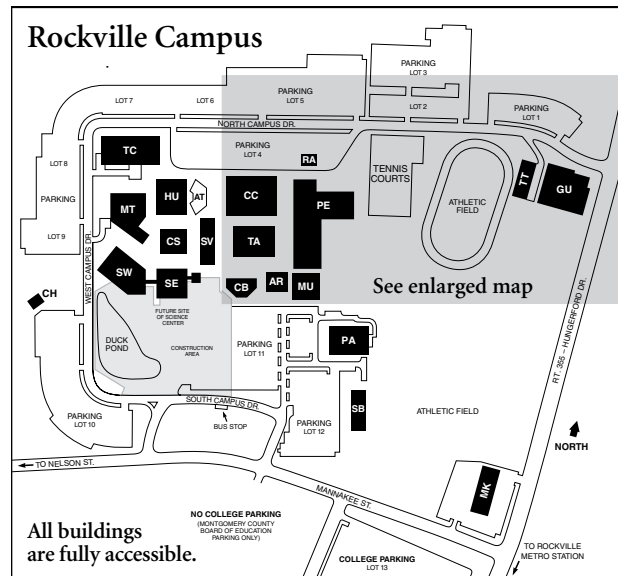 Rockville Campus
PARKING
LOT 3
LOT 7
LOT 6
PARKING
LOT 5
LOT 2
PARKING
LOT 1
NORTH CAMPUS DR.
TC
PARKING
LOT 4
RA
TENNIS
COURTS
TT
GU
LOT 8
PARKING
LOT 9
HU
AT
CC
PE
ATHLETIC
FIELD
MT
CS
SV
TA
WEST CAMPUS DR.
SW
SE
CB
AR
MU
See enlarged map
CH
FUTURE SITE
OF SCIENCE
CENTER
DUCK
POND
CONSTRUCTION
AREA
PARKING
LOT 11
PA
RT. 355 – HUNGERFORD DR.
SOUTH CAMPUS DR.
PARKING
LOT 10
BUS STOP
PARKING
LOT 12
SB
ATHLETIC FIELD
NORTH
TO NELSON ST.
MANNAKEE ST.
MK
NO COLLEGE PARKING
(MONTGOMERY COUNTY
BOARD OF EDUCATION
PARKING ONLY)
All buildings
are fully accessible.
COLLEGE PARKING
LOT 13
TO ROCKVILLE
METRO STATION